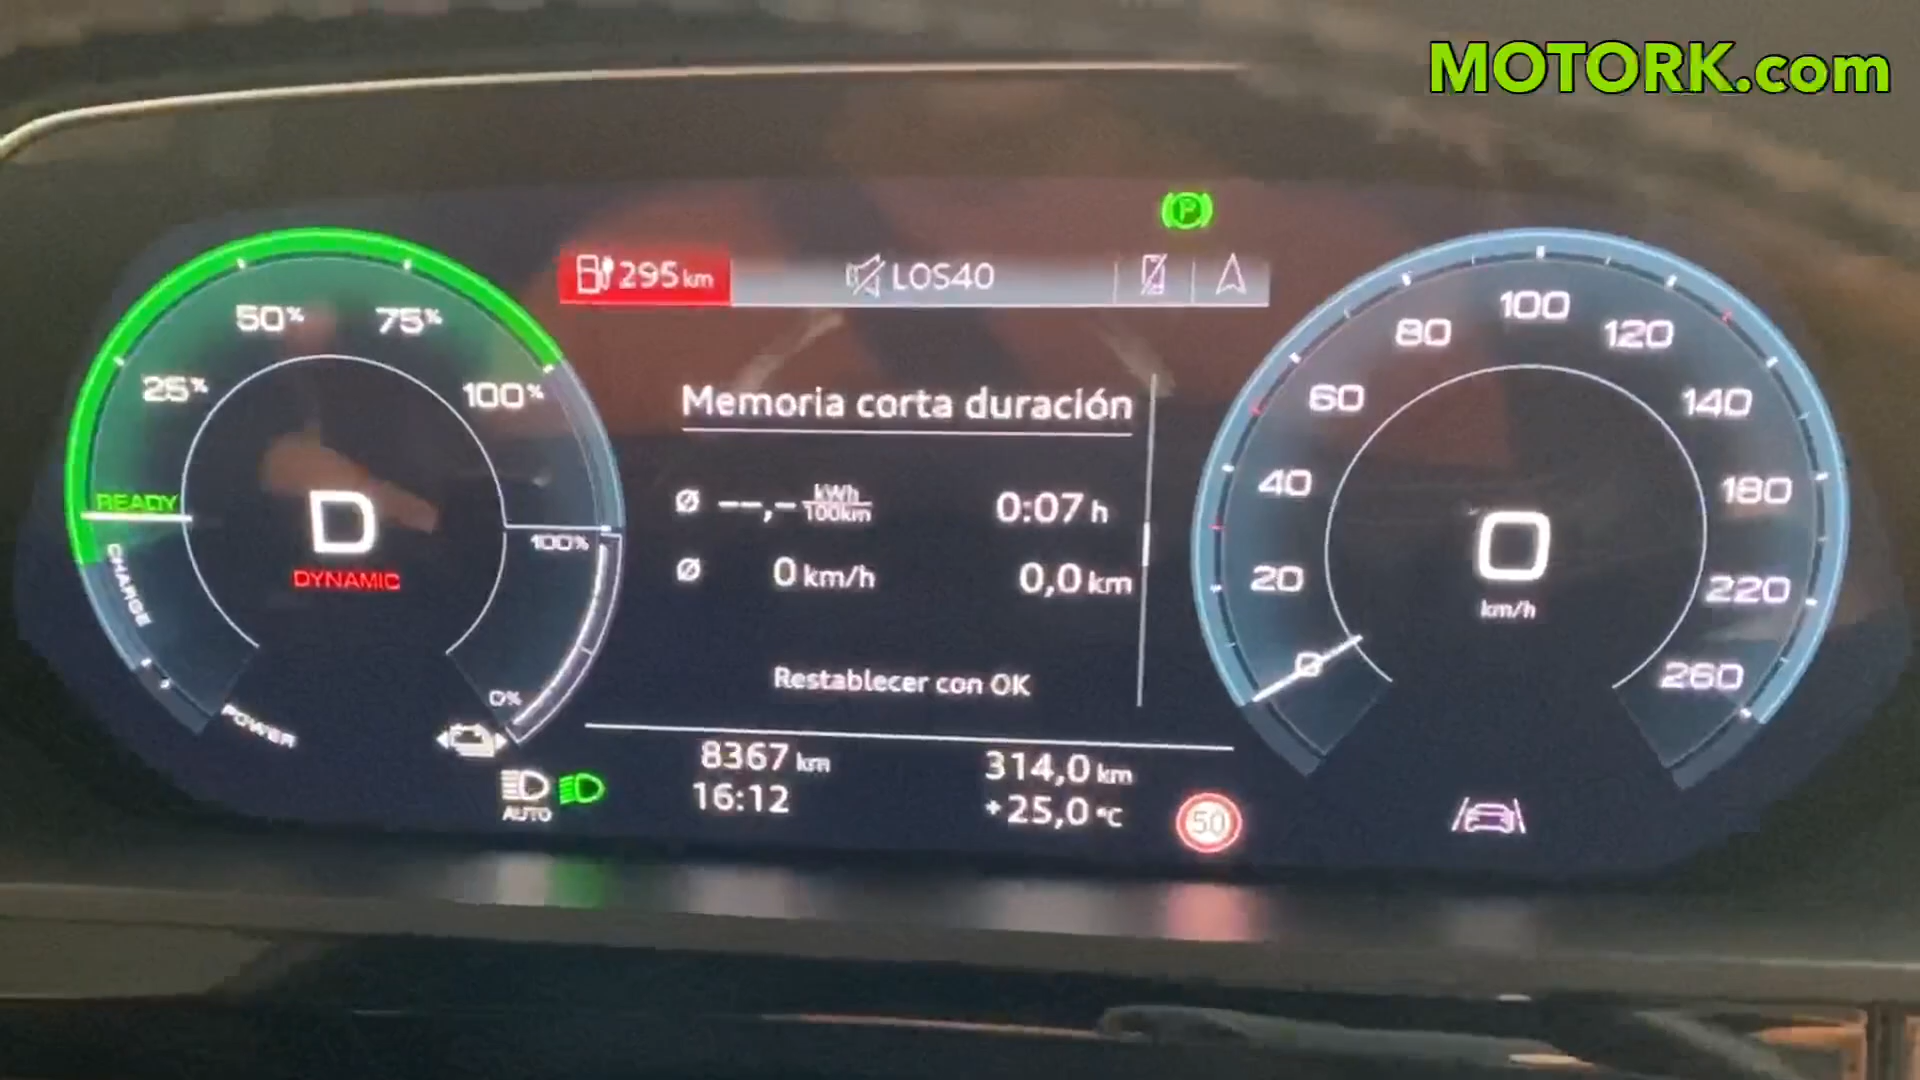 MOTORK.com
P
295 km
LOS40
50%
75%
25%
100%
READY
D
DYNAMIC
CHARGE
POWER
100%
0%
Memoria corta duración
Ø --,- kWh/100km
0:07 h
Ø 0 km/h
0,0 km
Restablecer con OK
8367 km
314,0 km
16:12
+25,0 °C
AUTO
50
0
20
40
60
80
100
120
140
180
220
260
0
km/h